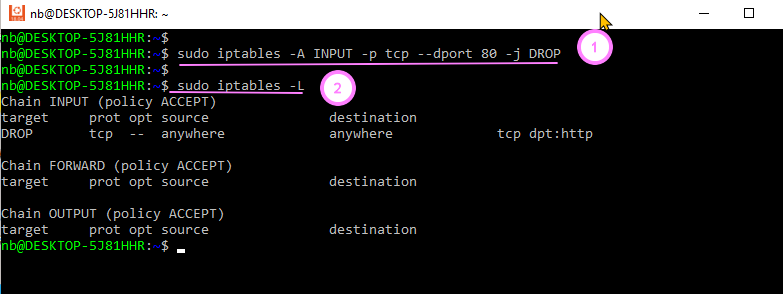 nb@DESKTOP-5J81HHR: ~
nb@DESKTOP-5J81HHR:~$
nb@DESKTOP-5J81HHR:~$ sudo iptables -A INPUT -p tcp --dport 80 -j DROP 1
nb@DESKTOP-5J81HHR:~$
nb@DESKTOP-5J81HHR:~$ sudo iptables -L 2
Chain INPUT (policy ACCEPT)
target     prot opt source               destination
DROP       tcp  --  anywhere             anywhere             tcp dpt:http
Chain FORWARD (policy ACCEPT)
target     prot opt source               destination
Chain OUTPUT (policy ACCEPT)
target     prot opt source               destination
nb@DESKTOP-5J81HHR:~$